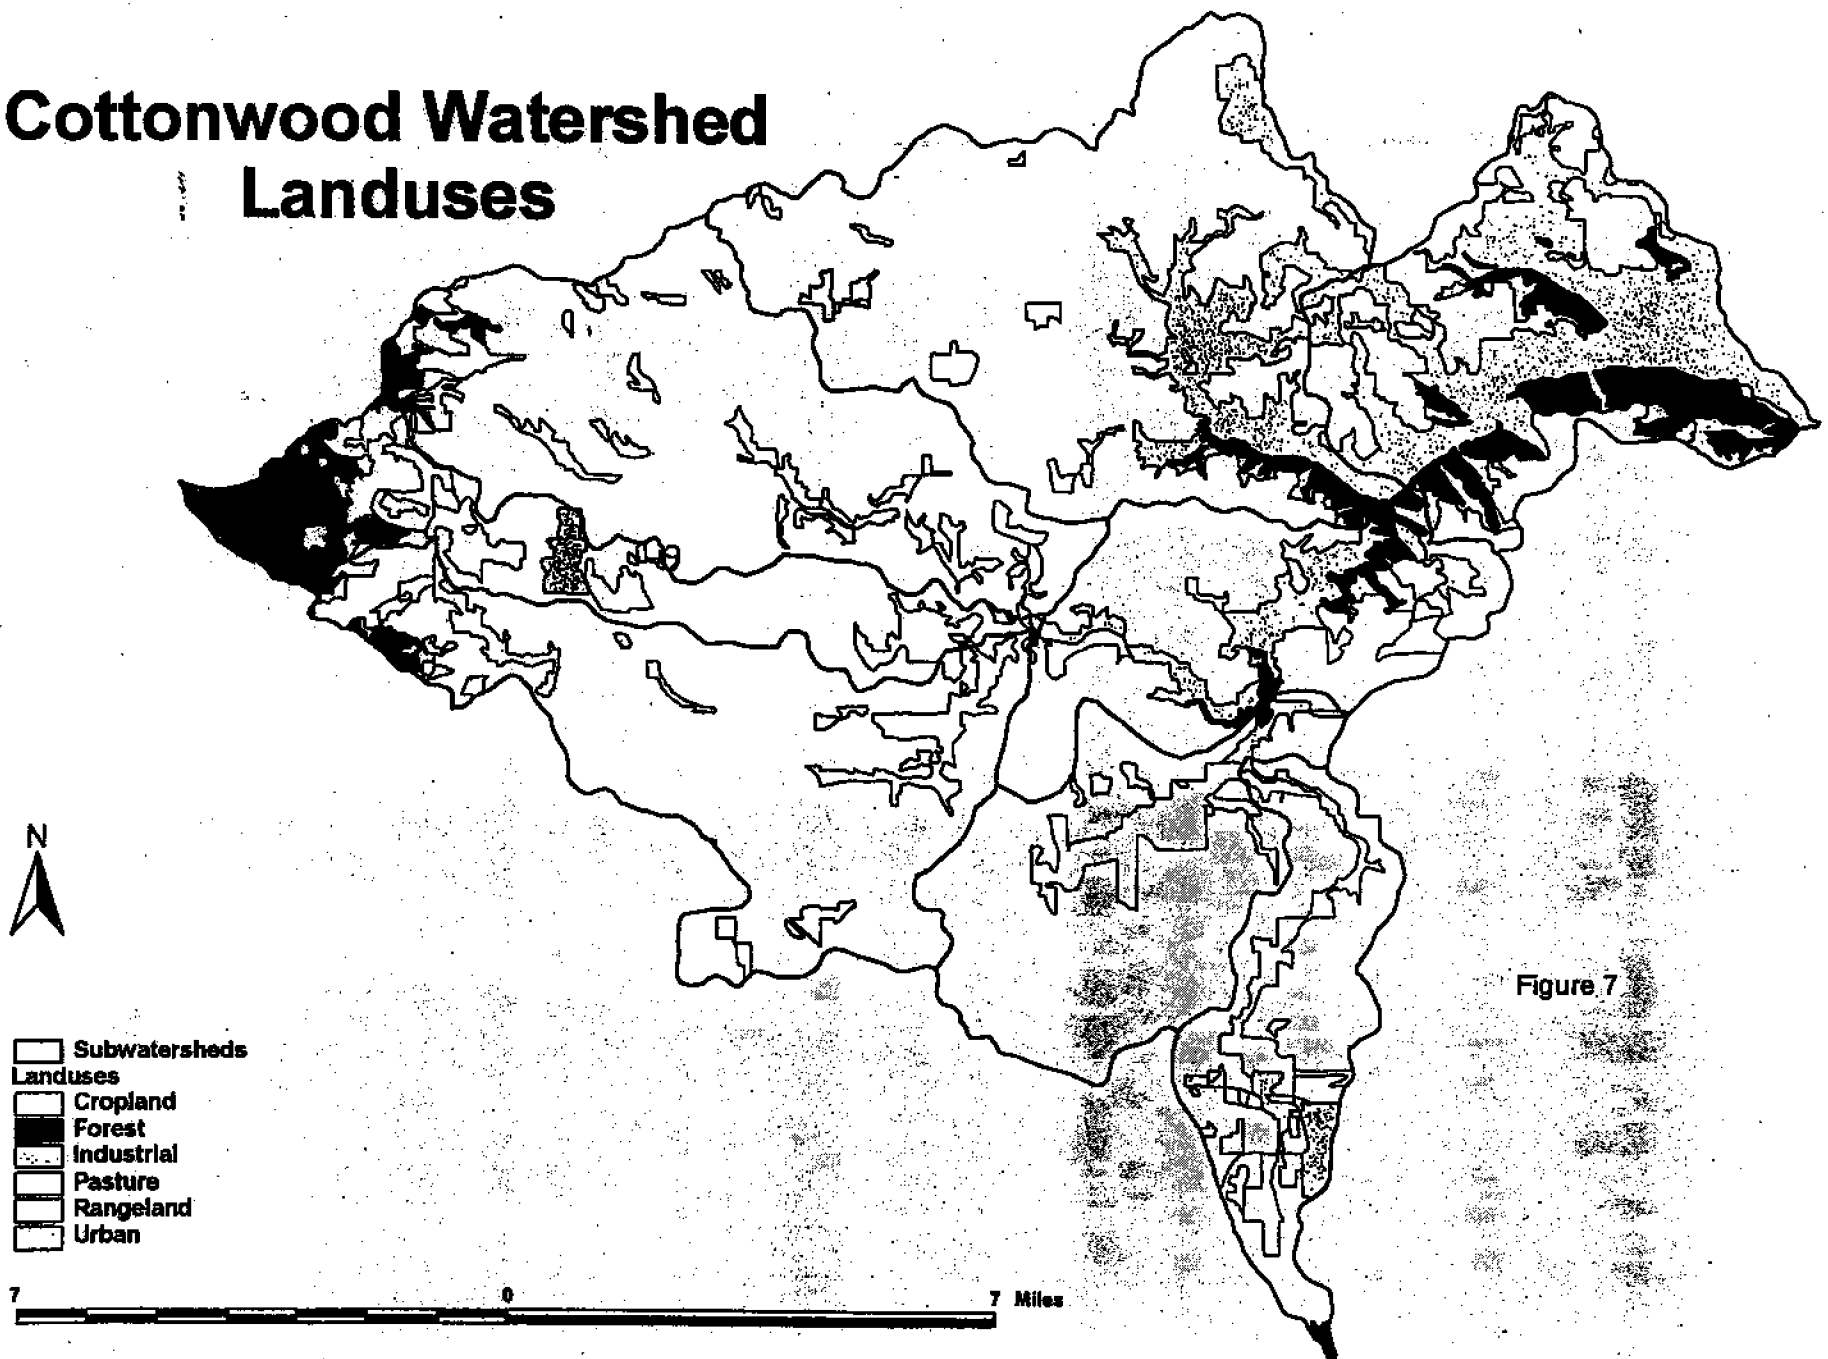 Cottonwood Watershed
Landuses
N
Figure 7
Subwatersheds
Landuses
Cropland
Forest
Industrial
Pasture
Rangeland
Urban
7 0 7 Miles